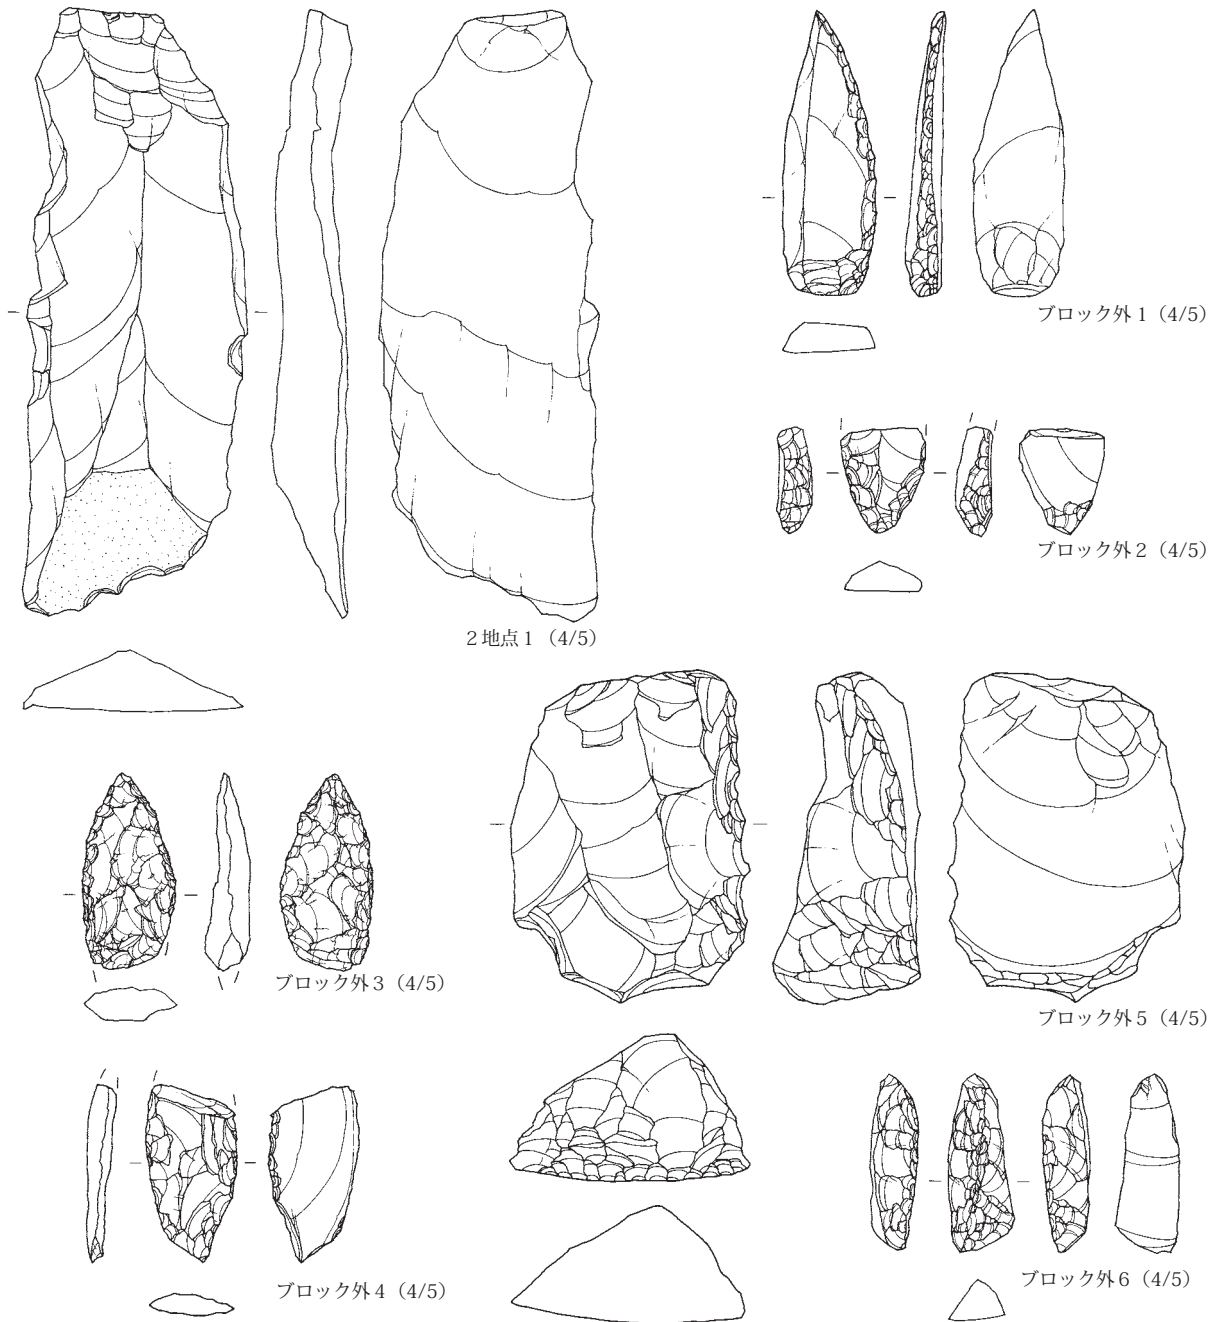 ブロック外1 (4/5)
ブロック外2 (4/5)
2地点1 (4/5)
ブロック外3 (4/5)
ブロック外5 (4/5)
ブロック外4 (4/5)
ブロック外6 (4/5)